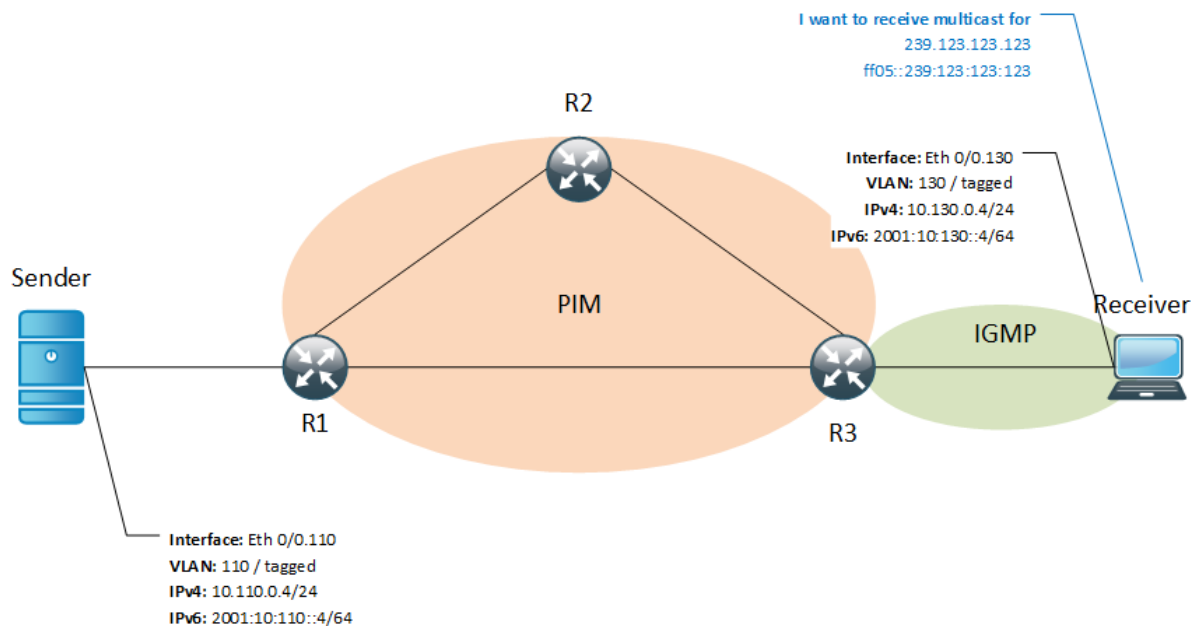 I want to receive multicast for
239.123.123.123
ff05::239:123:123:123
R2
Interface: Eth 0/0.130
VLAN: 130 / tagged
IPv4: 10.130.0.4/24
IPv6: 2001:10:130::4/64
Sender
PIM
Receiver
IGMP
R1
R3
Interface: Eth 0/0.110
VLAN: 110 / tagged
IPv4: 10.110.0.4/24
IPv6: 2001:10:110::4/64